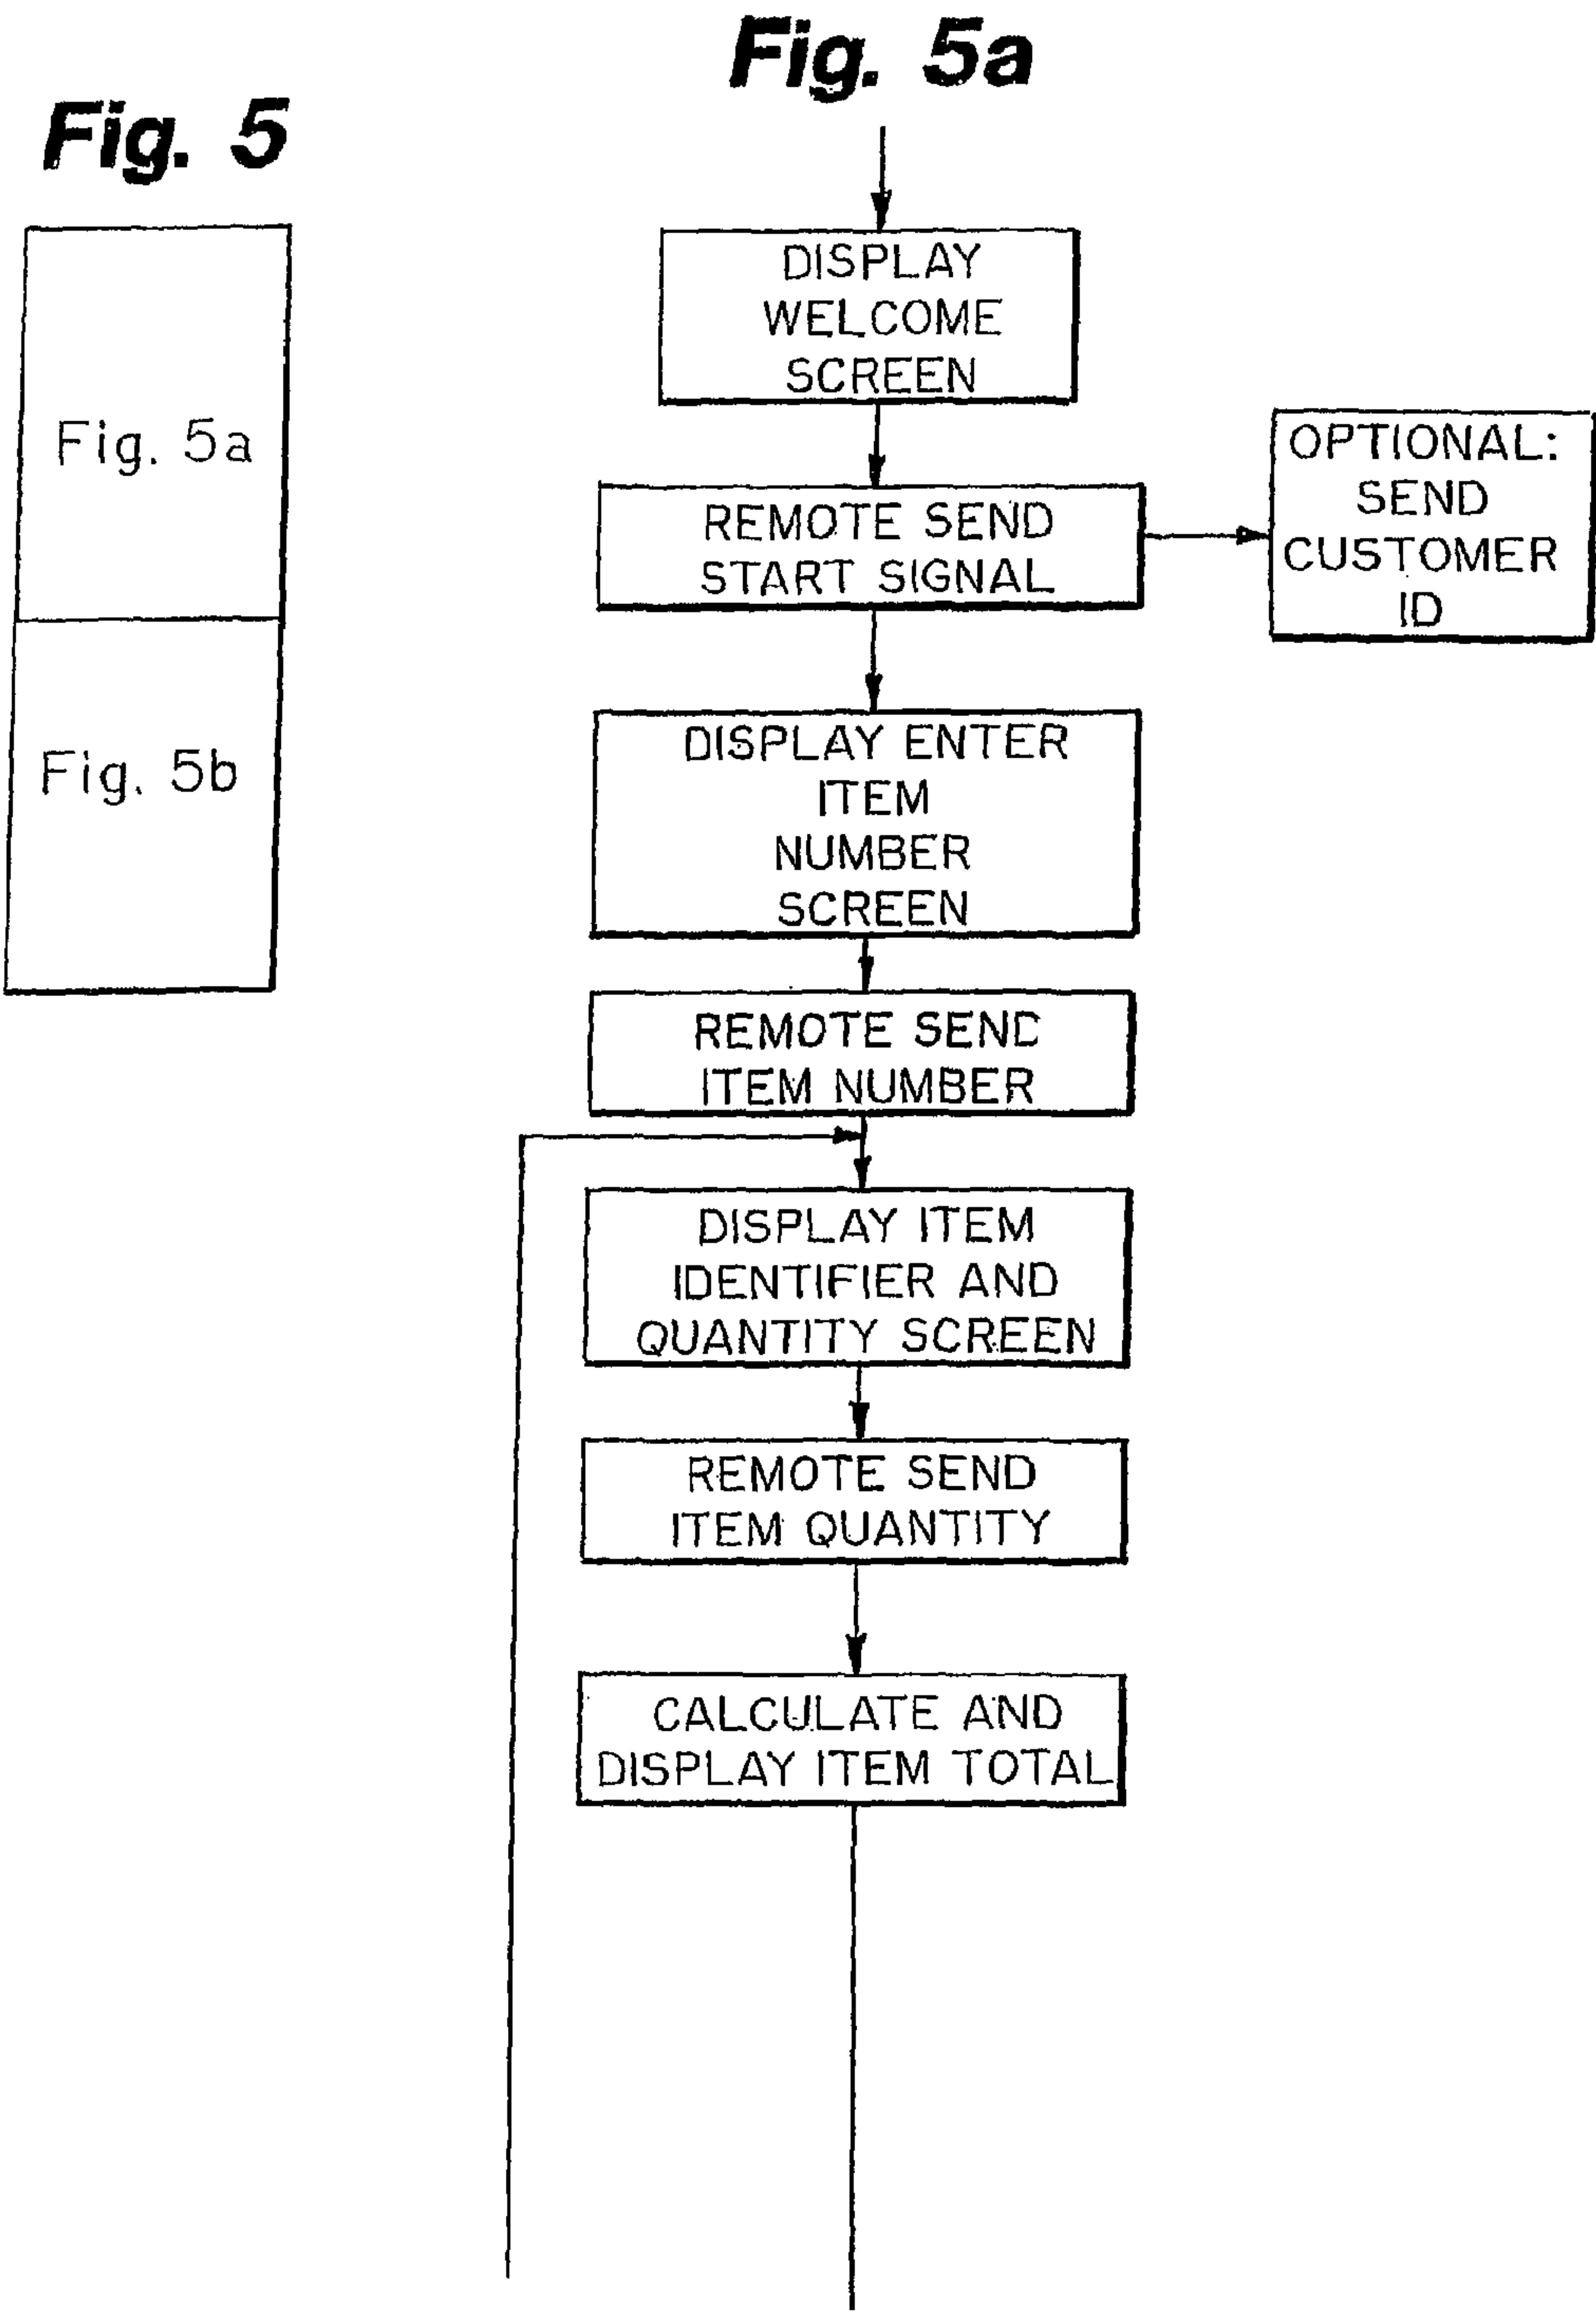 Fig. 5
Fig. 5a
Fig. 5b
Fig. 5a
DISPLAY
WELCOME
SCREEN
REMOTE SEND
START SIGNAL
OPTIONAL:
SEND
CUSTOMER
ID
DISPLAY ENTER
ITEM
NUMBER
SCREEN
REMOTE SEND
ITEM NUMBER
DISPLAY ITEM
IDENTIFIER AND
QUANTITY SCREEN
REMOTE SEND
ITEM QUANTITY
CALCULATE AND
DISPLAY ITEM TOTAL